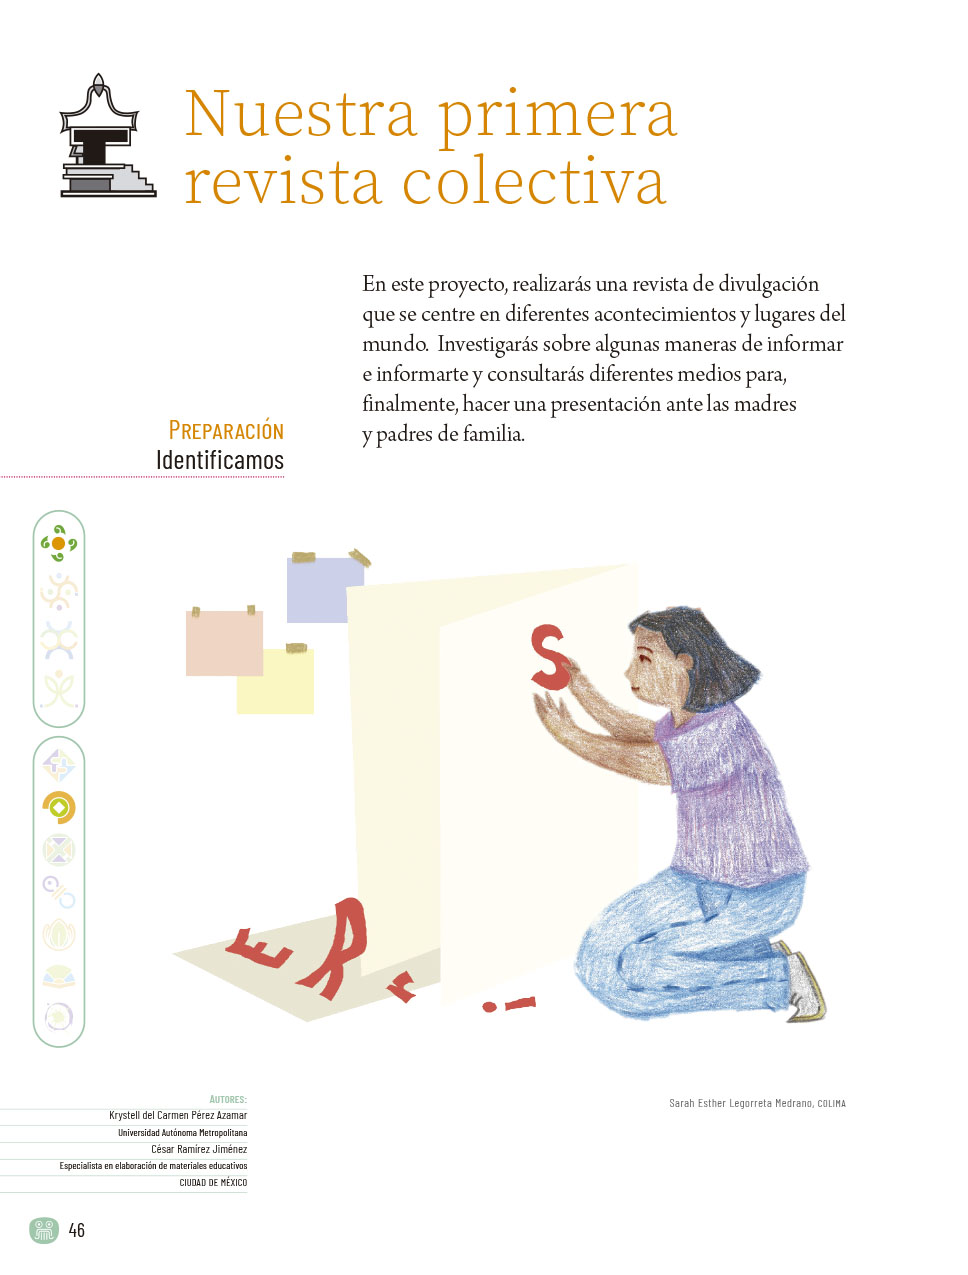 Nuestra primera
revista colectiva
En este proyecto, realizarás una revista de divulgación
que se centre en diferentes acontecimientos y lugares del
mundo. Investigarás sobre algunas maneras de informar
e informarte y consultarás diferentes medios para,
finalmente, hacer una presentación ante las madres
y padres de familia.
PREPARACIÓN
Identificamos
S
E
R
r
i
AUTORES:
Krystell del Carmen Pérez Azamar
Universidad Autónoma Metropolitana
César Ramírez Jiménez
Especialista en elaboración de materiales educativos
CIUDAD DE MÉXICO
Sarah Esther Legorreta Medrano, COLIMA
46